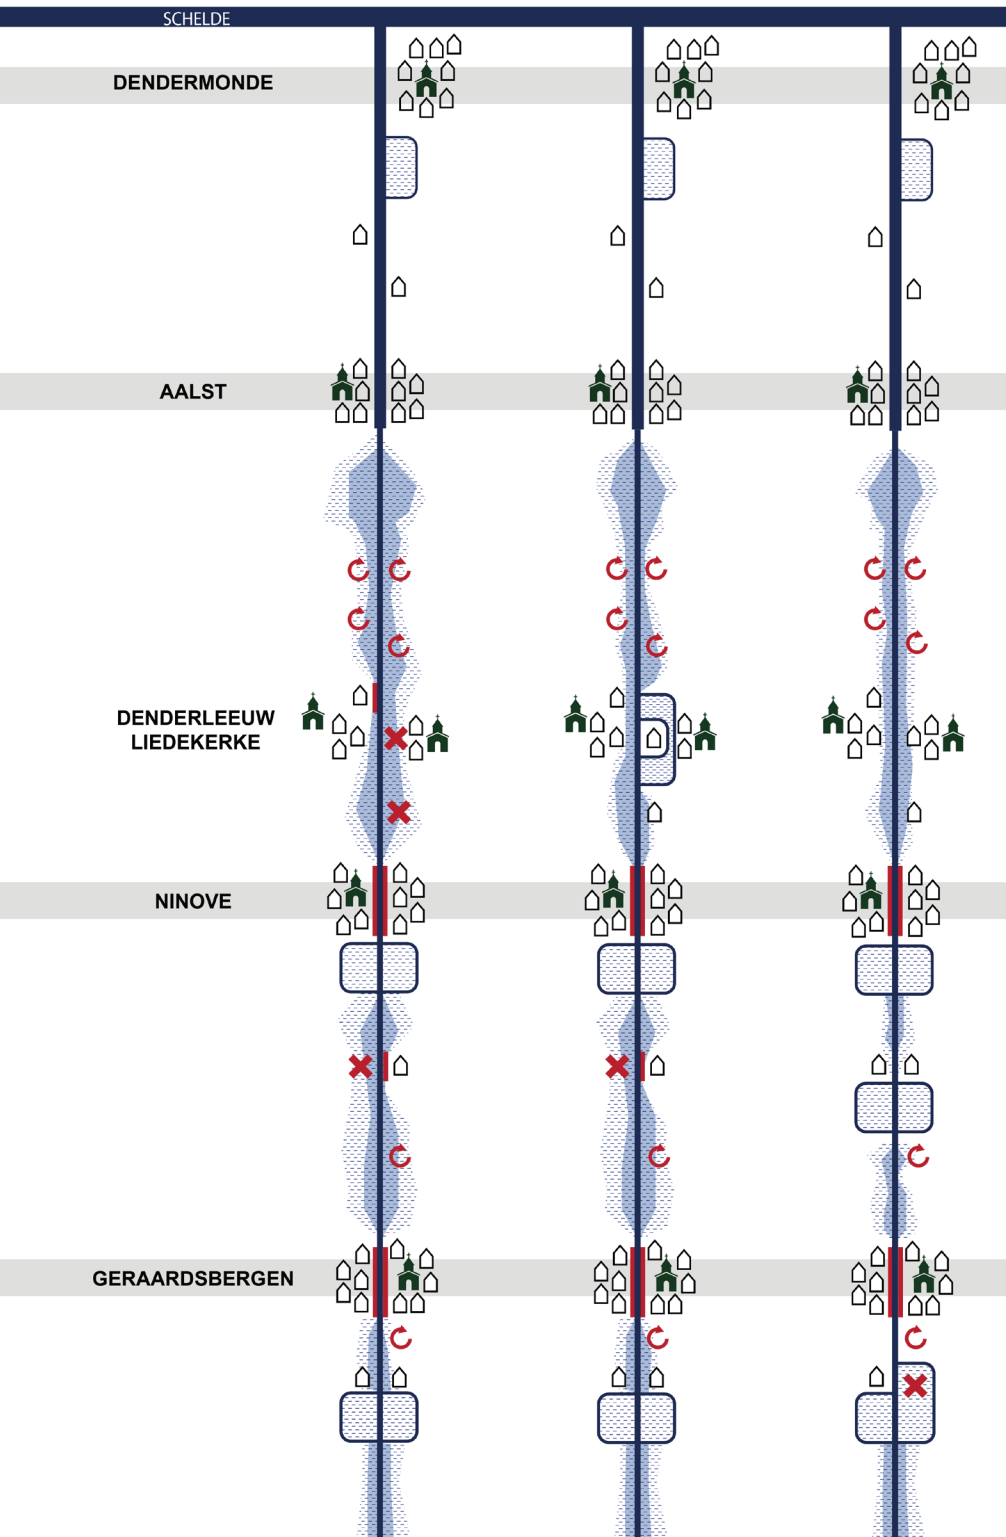 SCHELDE
DENDERMONDE
AALST
DENDERLEEUW
LIEDEKERKE
NINOVE
GERAARDSBERGEN